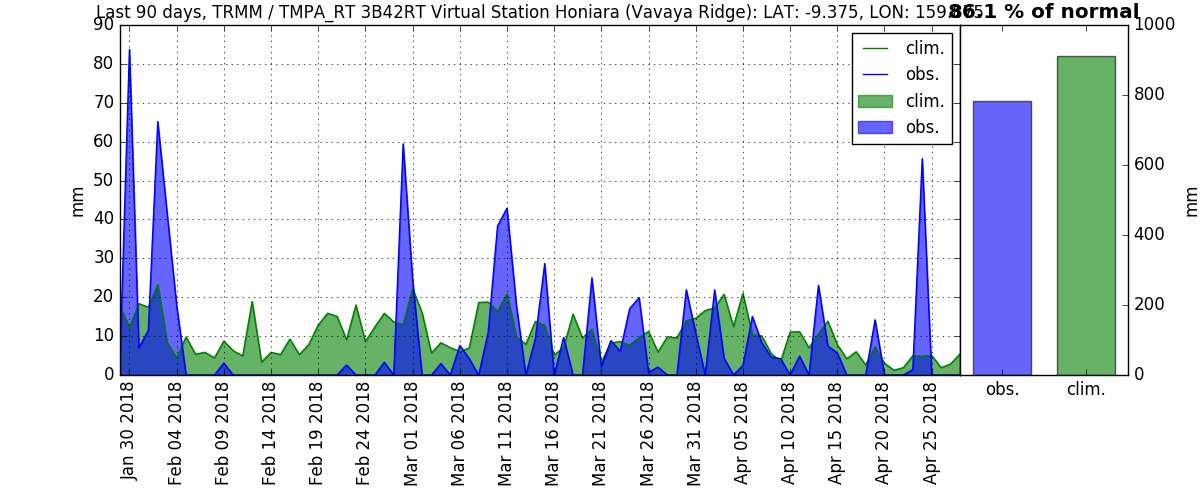 Last 90 days, TRMM / TMPA_RT 3B42RT Virtual Station Honiara (Vavaya Ridge): LAT: -9.375, LON:
86.1 % of normal
90
80
70
60
50
40
30
20
10
0
mm
clim.
obs.
clim.
obs.
1000
800
600
400
200
0
mm
obs.
clim.
Jan 30 2018
Feb 04 2018
Feb 09 2018
Feb 14 2018
Feb 19 2018
Feb 24 2018
Mar 01 2018
Mar 06 2018
Mar 11 2018
Mar 16 2018
Mar 21 2018
Mar 26 2018
Mar 31 2018
Apr 05 2018
Apr 10 2018
Apr 15 2018
Apr 20 2018
Apr 25 2018